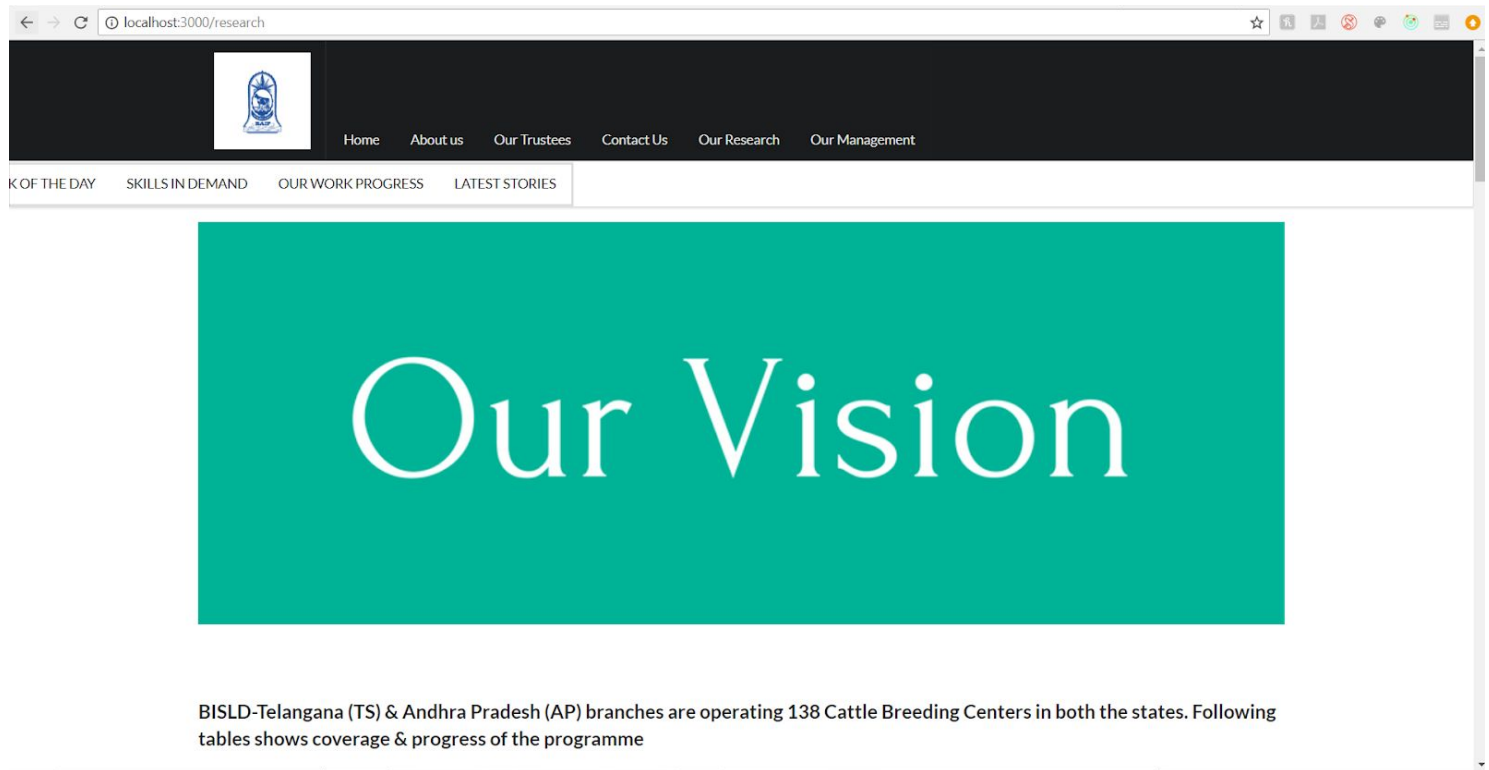 localhost:3000/research
BAIF
Home About us Our Trustees Contact Us Our Research Our Management
K OF THE DAY SKILLS IN DEMAND OUR WORK PROGRESS LATEST STORIES
Our Vision
BISLD-Telangana (TS) & Andhra Pradesh (AP) branches are operating 138 Cattle Breeding Centers in both the states. Following
tables shows coverage & progress of the programme